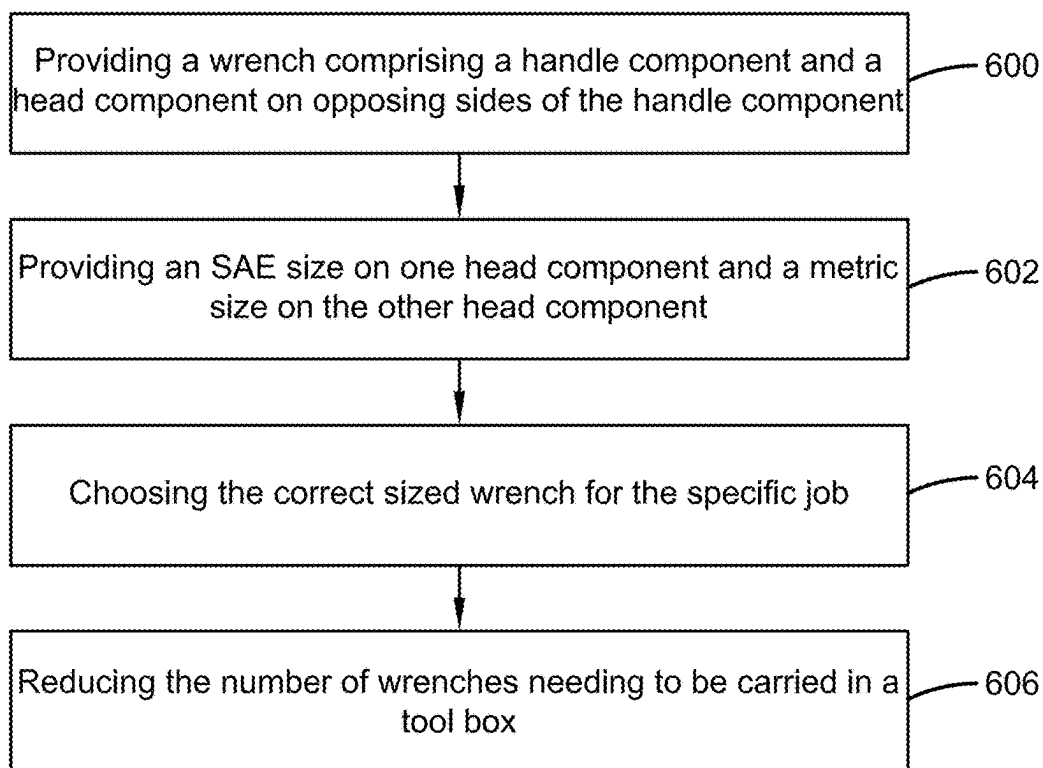 Providing a wrench comprising a handle component and a
head component on opposing sides of the handle component
600
Providing an SAE size on one head component and a metric
size on the other head component
602
Choosing the correct sized wrench for the specific job
604
Reducing the number of wrenches needing to be carried in a
tool box
606